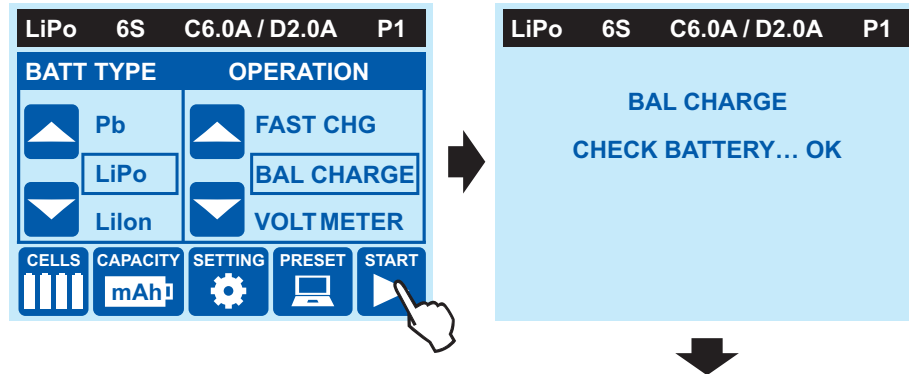 LiPo 6S C6.0A / D2.0A P1
BATT TYPE OPERATION
Pb FAST CHG
LiPo BAL CHARGE
LiIon VOLT METER
CELLS CAPACITY SETTING PRESET START
mAh
LiPo 6S C6.0A / D2.0A P1
BAL CHARGE
CHECK BATTERY... OK